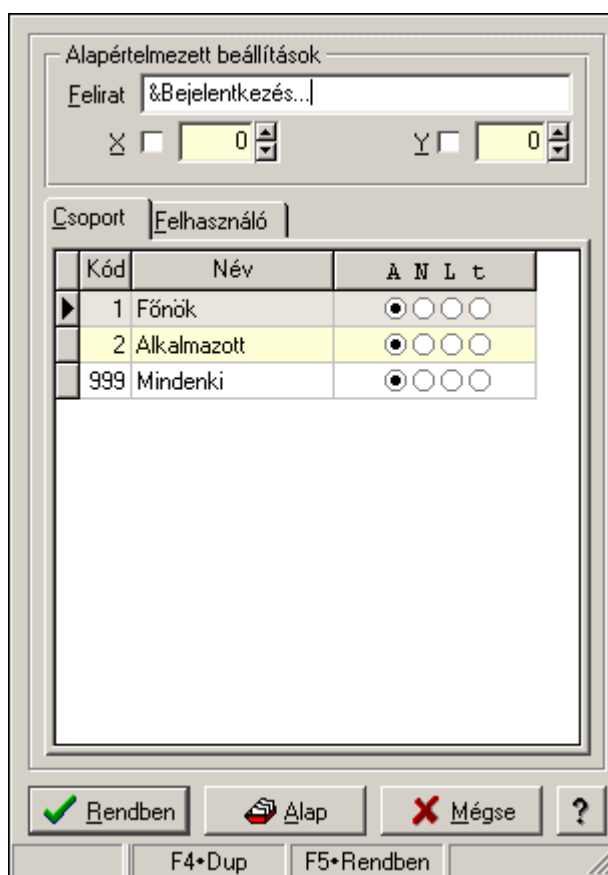 Alapértelmezett beállítások
Felirat &Bejelentkezés...
X 0 Y 0
Csoport Felhasználó
Kód Név A N L t
1 Főnök
2 Alkalmazott
999 Mindenki
Rendben Alap Mégse ?
F4•Dup F5•Rendben